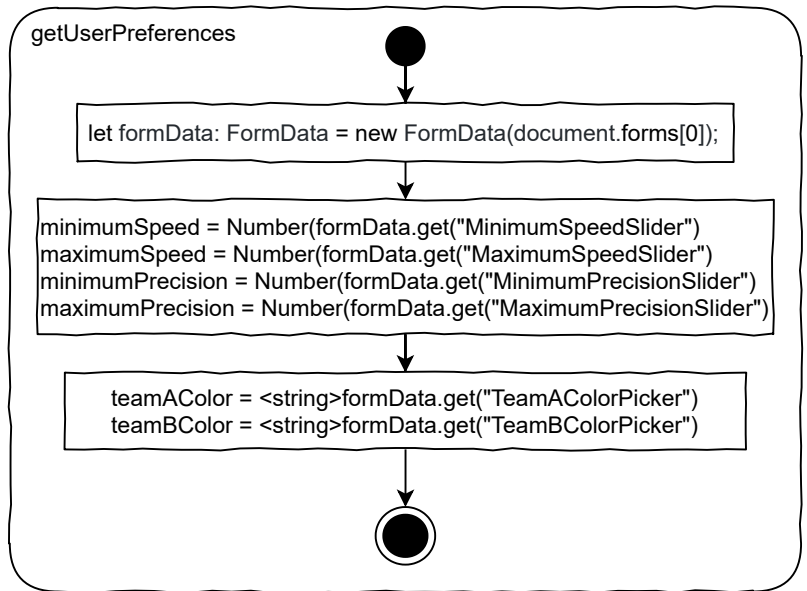 getUserPreferences
let formData: FormData = new FormData(document.forms[0]);
minimumSpeed = Number(formData.get("MinimumSpeedSlider")
maximumSpeed = Number(formData.get("MaximumSpeedSlider")
minimumPrecision = Number(formData.get("MinimumPrecisionSlider")
maximumPrecision = Number(formData.get("MaximumPrecisionSlider")
teamAColor = <string>formData.get("TeamAColorPicker")
teamBColor = <string>formData.get("TeamBColorPicker")